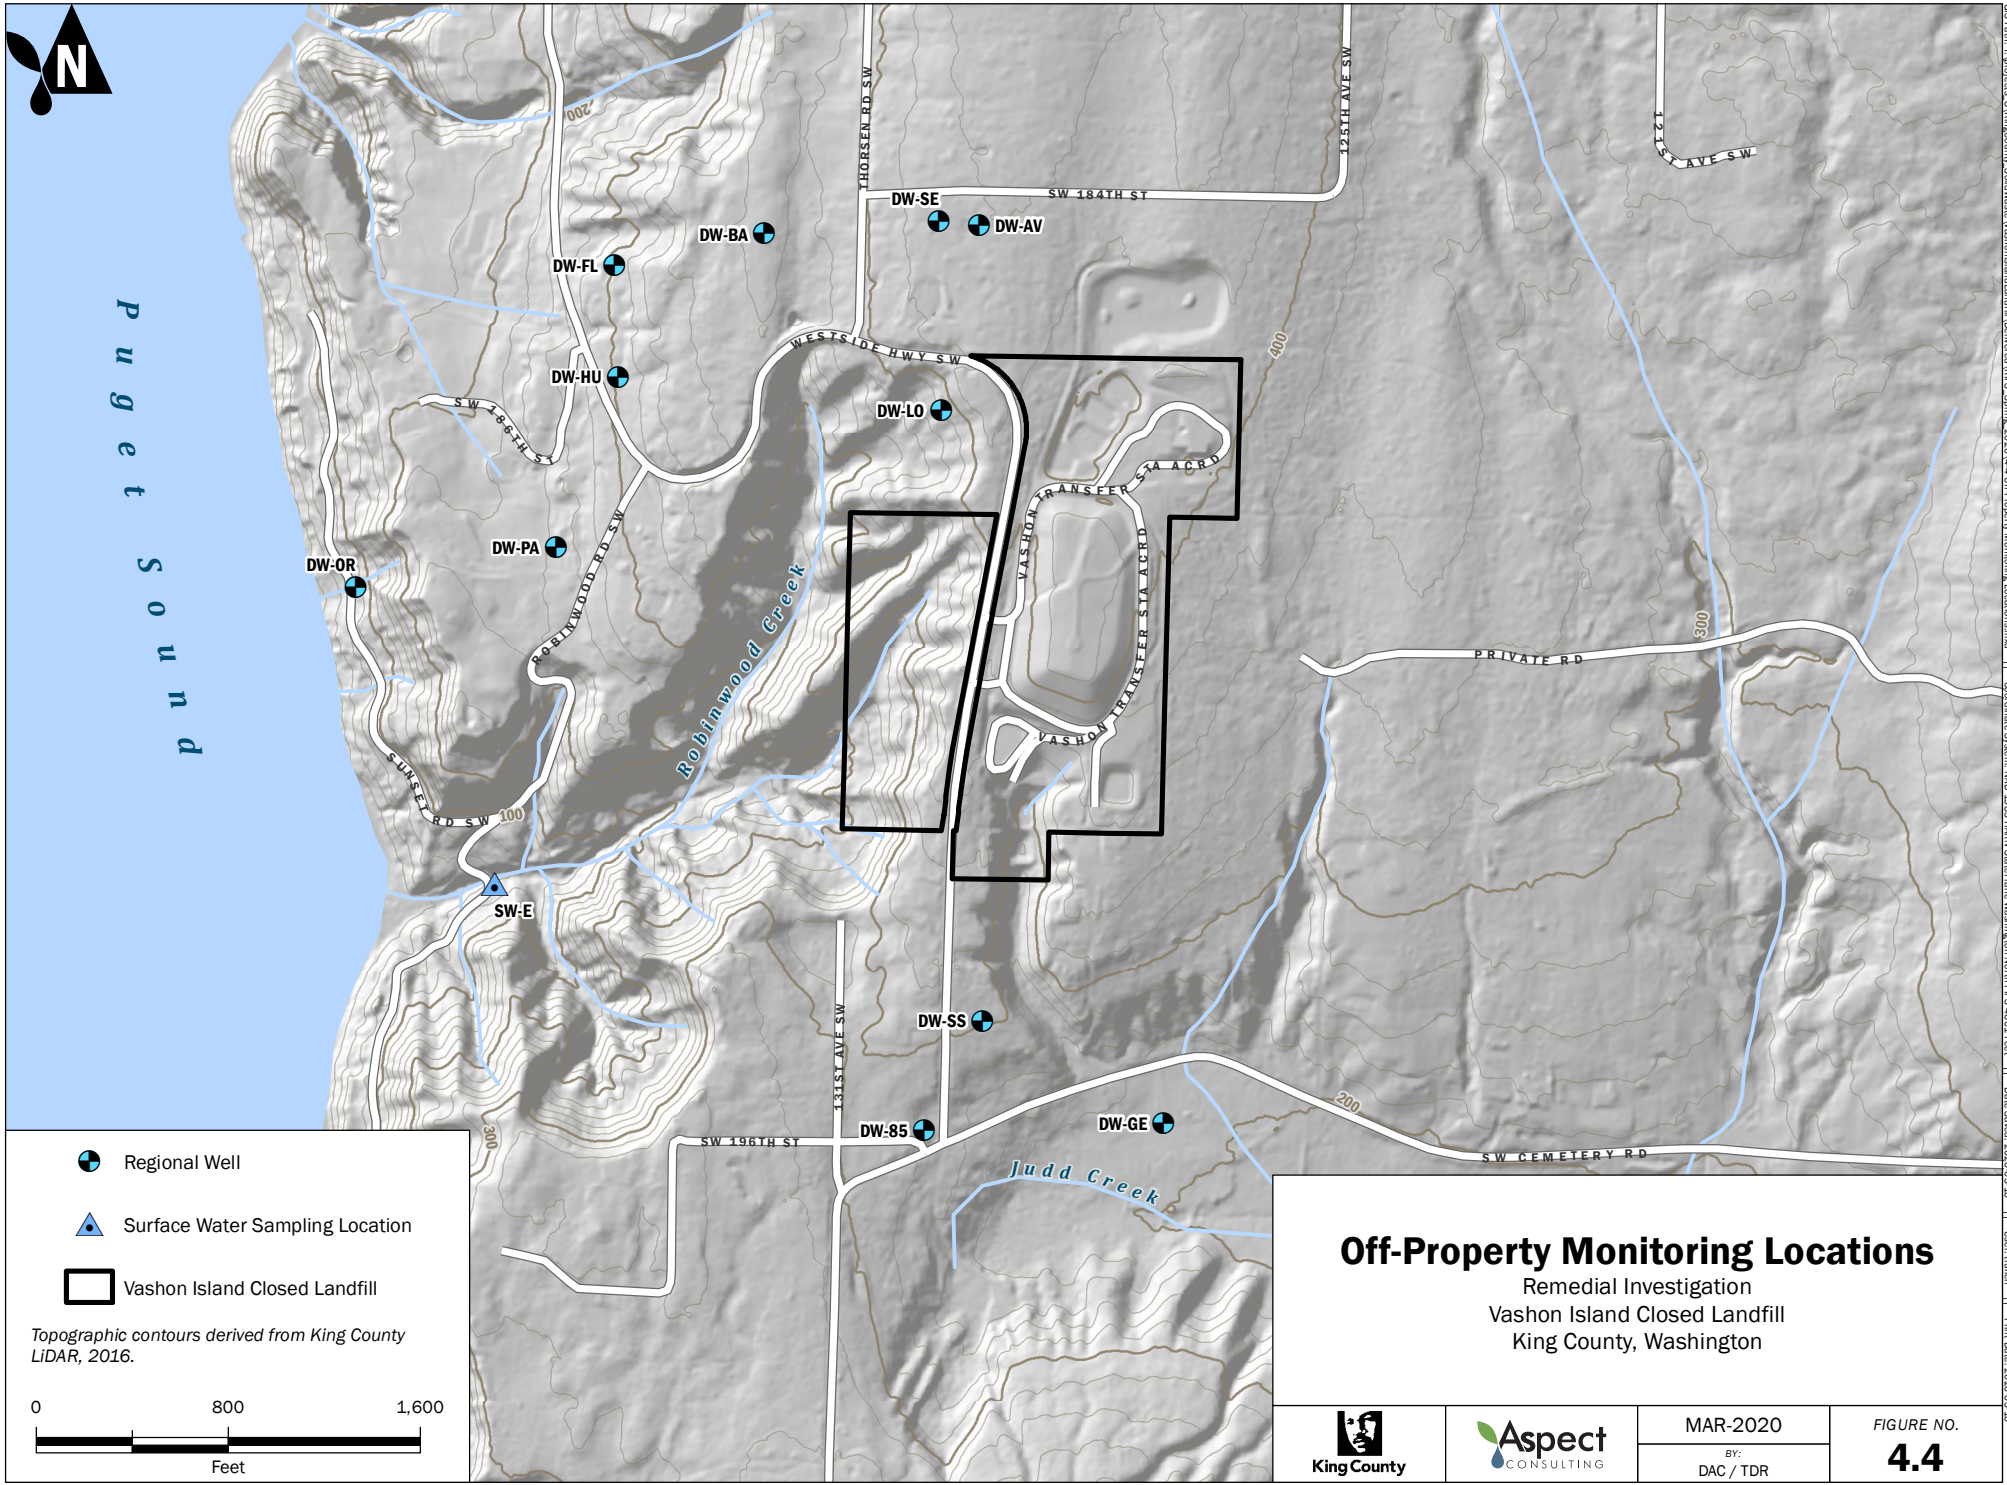 N
200
THORSEN RD SW
125TH AVE SW
121ST AVE SW
SW 184TH ST
DW-SE
DW-AV
DW-BA
DW-FL
Puget Sound
WESTSIDE HWY SW
400
DW-HU
SW 186TH ST
DW-LO
VASHON TRANSFER STA ACRD
DW-PA
ROBINWOOD RD SW
DW-OR
Robinwood Creek
VASHON TRANSFER STA ACRD
300
PRIVATE RD
SUNSET RD SW
100
SW-E
131ST AVE SW
DW-SS
DW-85
DW-GE
200
300
SW 196TH ST
SW CEMETERY RD
Judd Creek
Regional Well
Surface Water Sampling Location
Vashon Island Closed Landfill
Topographic contours derived from King County
LiDAR, 2016.
0 800 1,600
Feet
Off-Property Monitoring Locations
Remedial Investigation
Vashon Island Closed Landfill
King County, Washington
King County
Aspect
CONSULTING
MAR-2020
BY:
DAC / TDR
FIGURE NO.
4.4